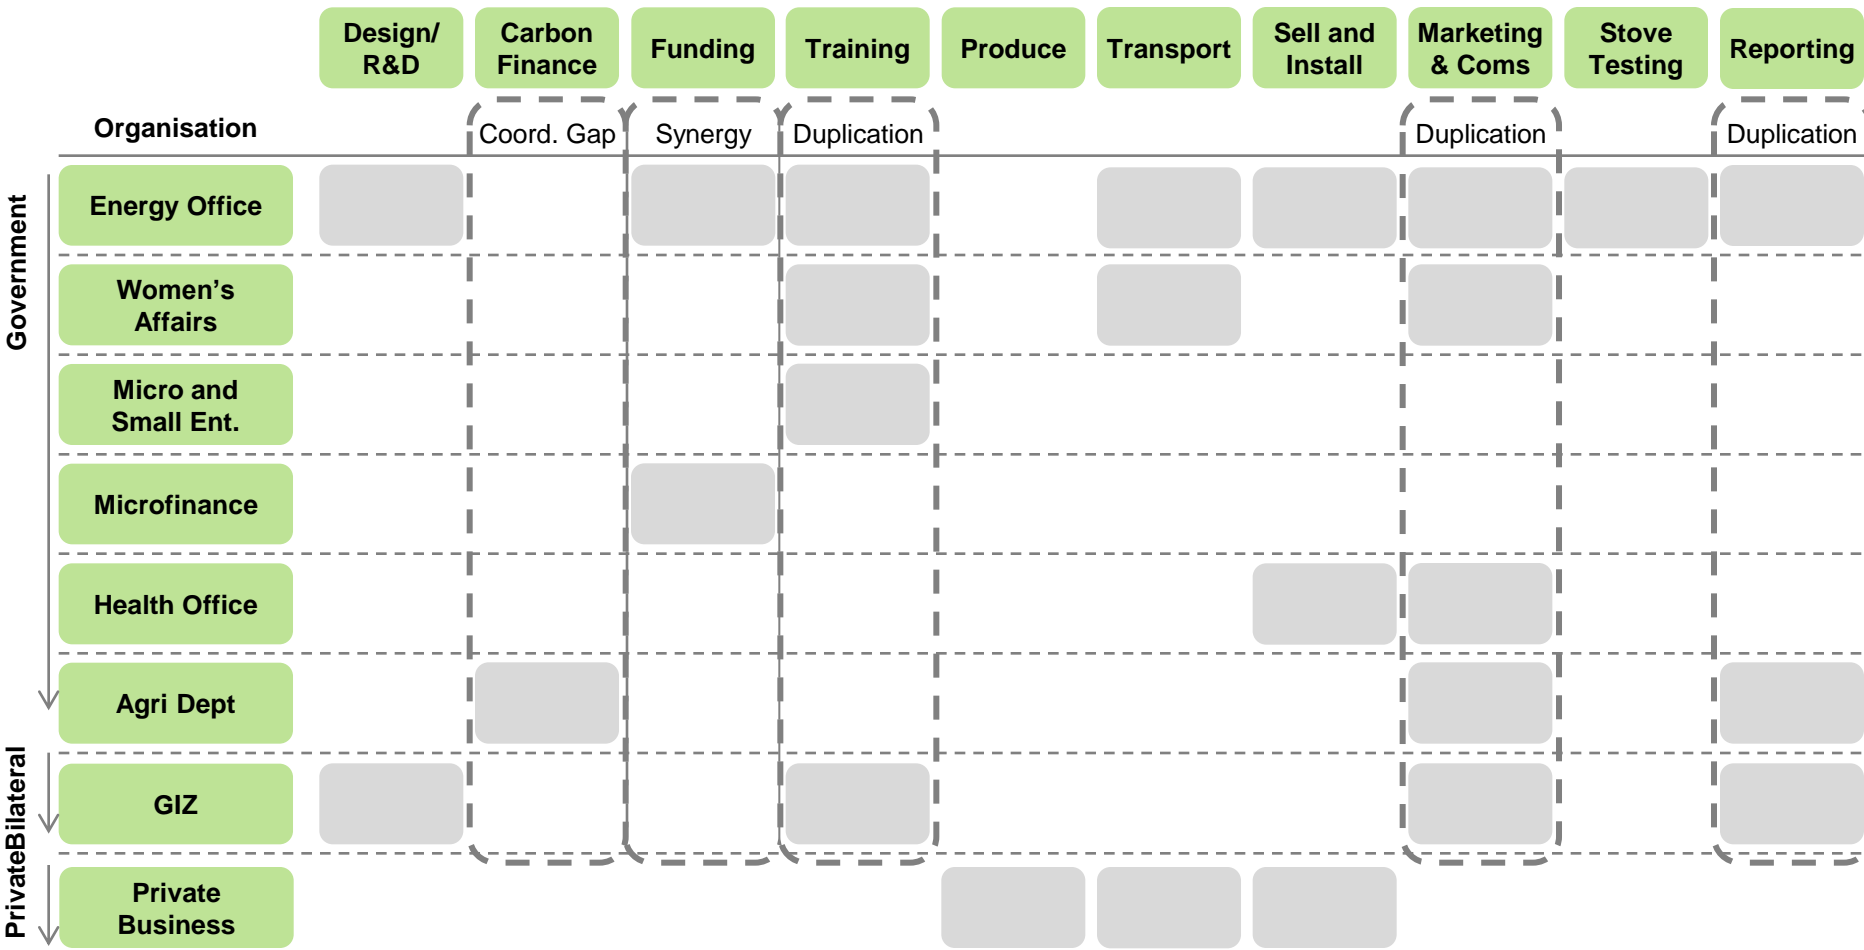 Design/
R&D
Carbon
Finance
Funding
Training
Produce
Transport
Sell and
Install
Marketing
& Coms
Stove
Testing
Reporting
Organisation
Coord. Gap
Synergy
Duplication
Duplication
Duplication
Government
Energy Office
Women’s
Affairs
Micro and
Small Ent.
Microfinance
Health Office
Agri Dept
Bilateral
GIZ
Private
Private
Business